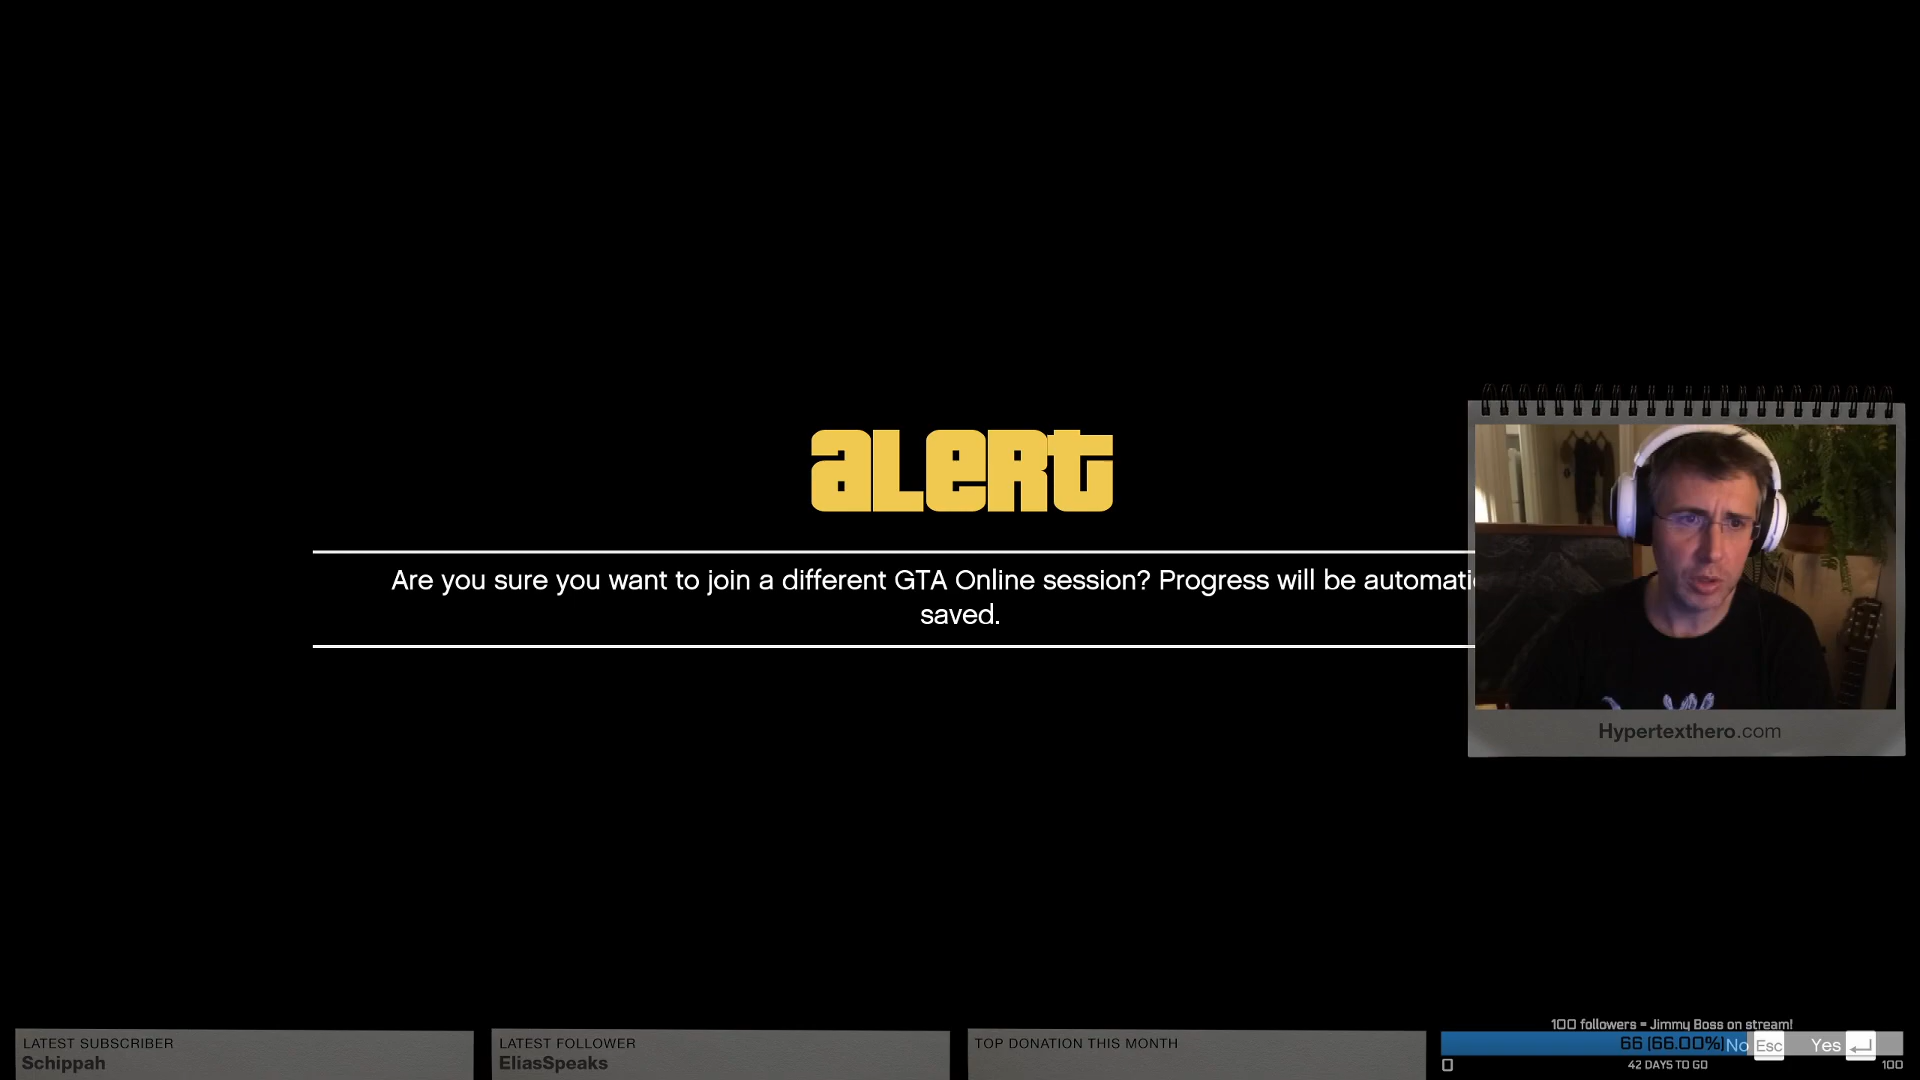 aLeRt
Are you sure you want to join a different GTA Online session? Progress will be
saved.
Hypertexthero.com
LATEST SUBSCRIBER
Schippah
LATEST FOLLOWER
EliasSpeaks
TOP DONATION THIS MONTH
100 followers = Jimmy Boss on stream!
66 (66.00%)
No Esc Yes
0 42 DAYS TO GO 100